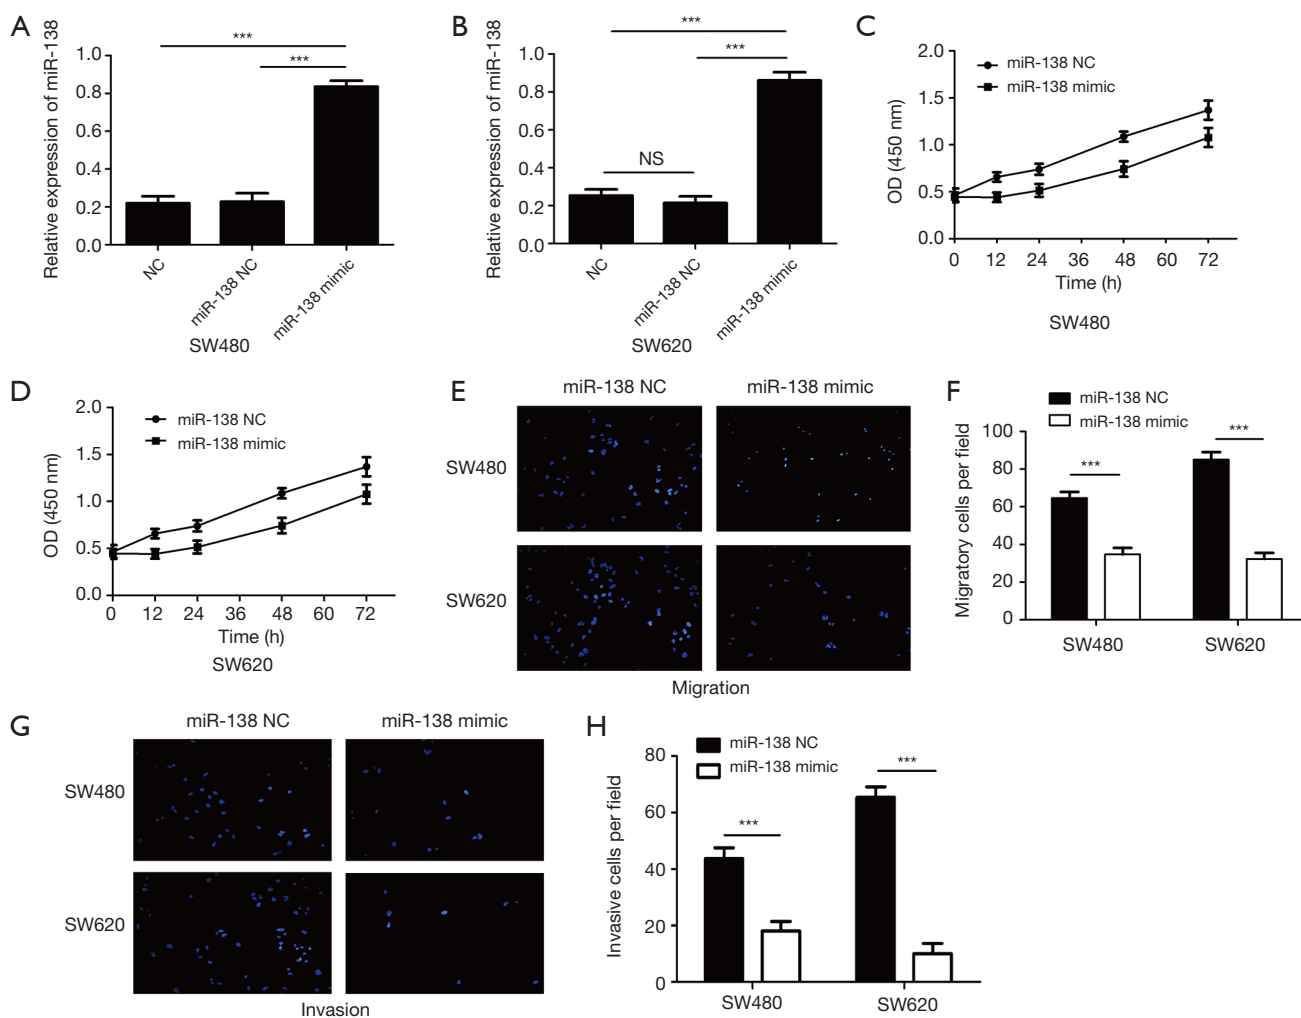 A
Relative expression of miR-138
1.0
0.8
0.6
0.4
0.2
0.0
***
***
NC
miR-138 NC
miR-138 mimic
SW480
B
Relative expression of miR-138
1.0
0.8
0.6
0.4
0.2
0.0
***
***
NS
NC
miR-138 NC
miR-138 mimic
SW620
C
OD (450 nm)
2.0
1.5
1.0
0.5
0.0
miR-138 NC
miR-138 mimic
0 12 24 36 48 60 72
Time (h)
SW480
D
OD (450 nm)
2.0
1.5
1.0
0.5
0.0
miR-138 NC
miR-138 mimic
0 12 24 36 48 60 72
Time (h)
SW620
E
miR-138 NC miR-138 mimic
SW480
SW620
Migration
F
miR-138 NC
miR-138 mimic
Migratory cells per field
100
80
60
40
20
0
***
***
SW480 SW620
G
miR-138 NC miR-138 mimic
SW480
SW620
Invasion
H
miR-138 NC
miR-138 mimic
Invasive cells per field
80
60
40
20
0
***
***
SW480 SW620